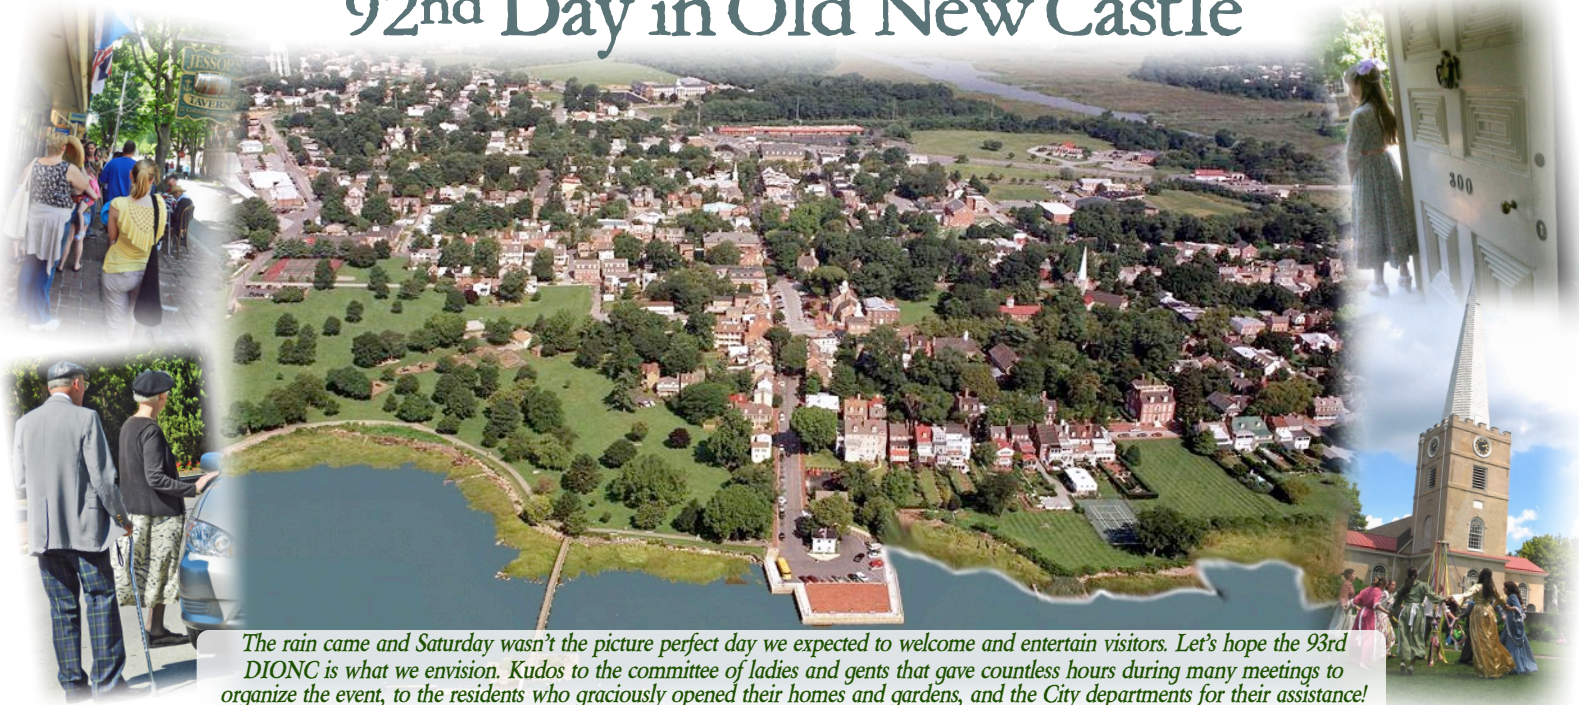 92nd Day in Old New Castle
JESSOP'S
TAVERN
300
The rain came and Saturday wasn't the picture perfect day we expected to welcome and entertain visitors. Let's hope the 93rd
DIONC is what we envision. Kudos to the committee of ladies and gents that gave countless hours during many meetings to
organize the event, to the residents who graciously opened their homes and gardens, and the City departments for their assistance!